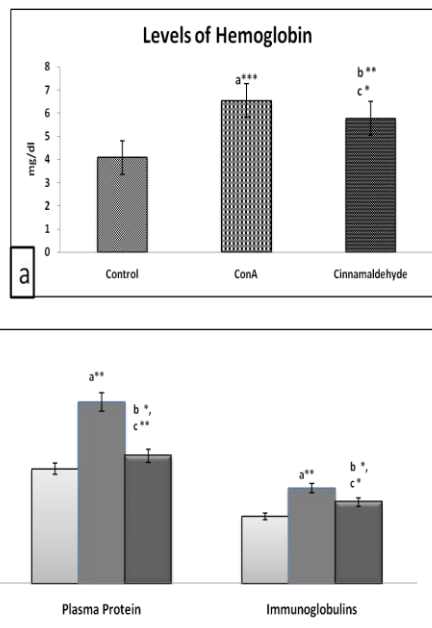 Levels of Hemoglobin
8
7
6
5
4
3
2
1
0
mg/dl
a***
b**
c*
Control
ConA
Cinnamaldehyde
a
a**
b *,
c **
a**
b *,
c *
Plasma Protein
Immunoglobulins